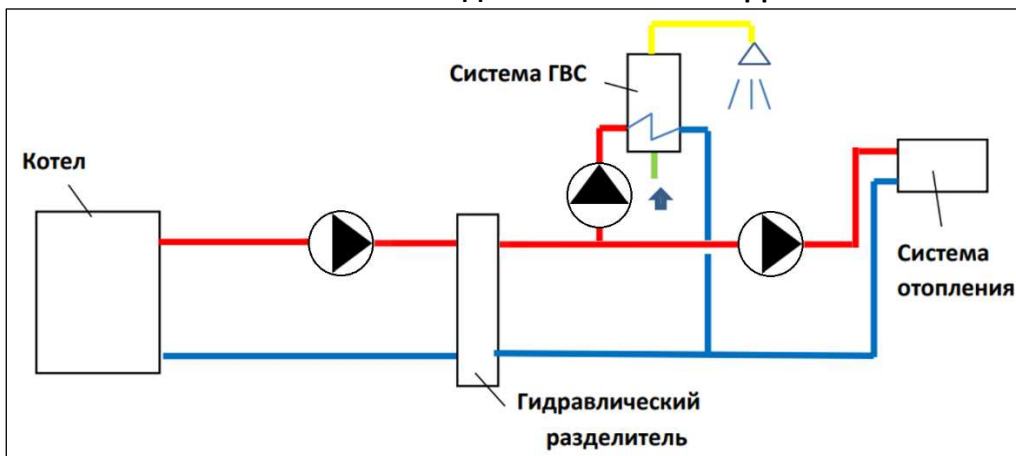 Система ГВС
Котел
Система
отопления
Гидравлический
разделитель